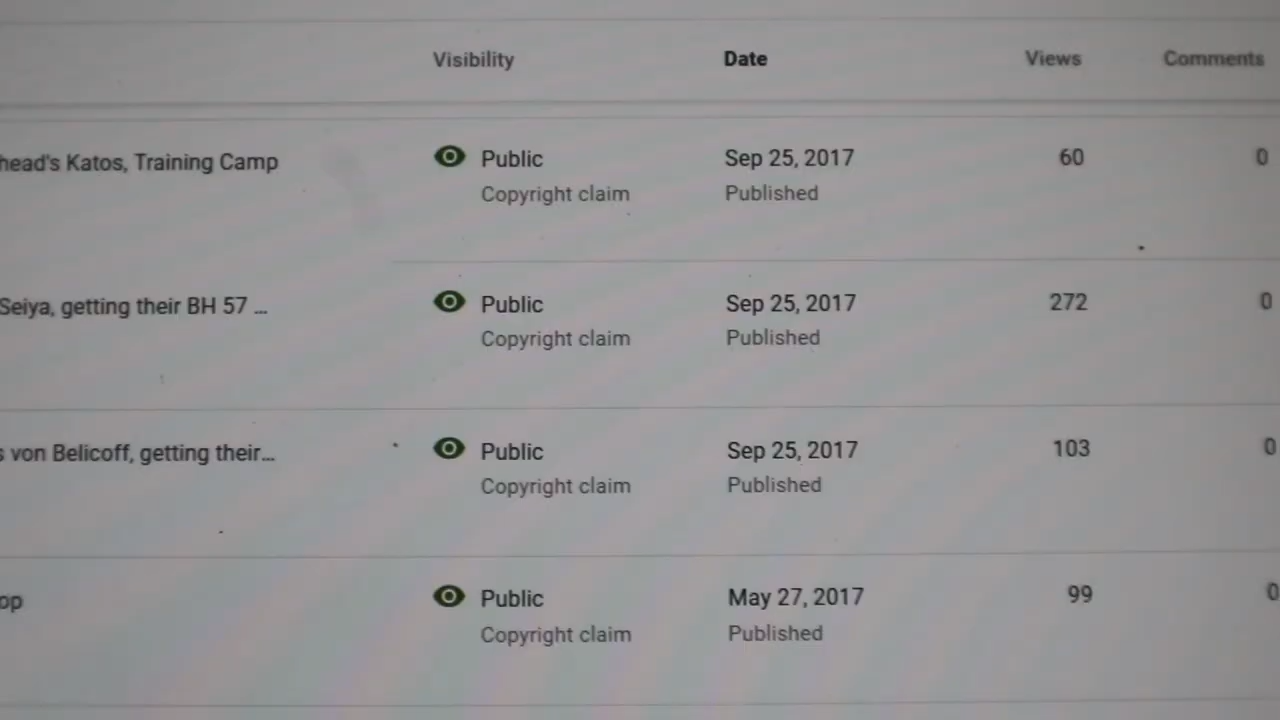 Visibility Date Views Comments
head's Katos, Training Camp Public Sep 25, 2017 60 0
Copyright claim Published
Seiya, getting their BH 57 ... Public Sep 25, 2017 272 0
Copyright claim Published
s von Belicoff, getting their... Public Sep 25, 2017 103 0
Copyright claim Published
op Public May 27, 2017 99 0
Copyright claim Published